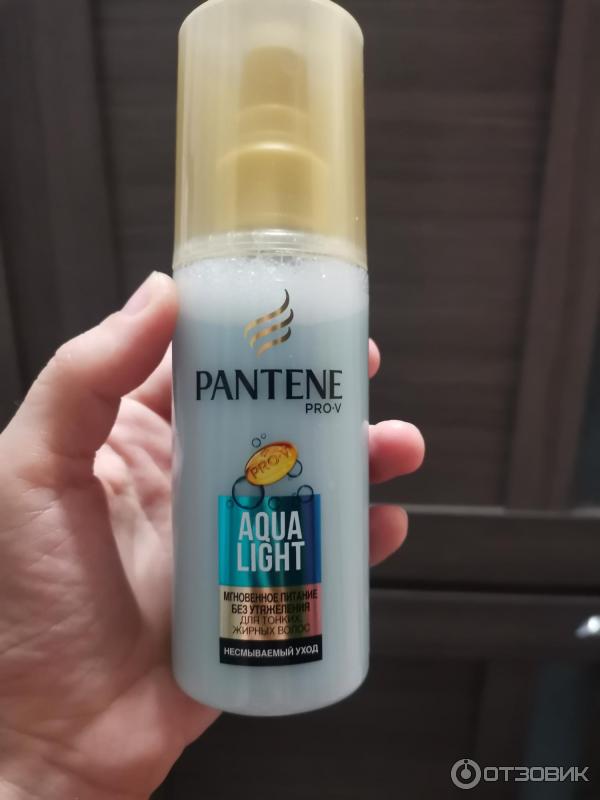 PANTENE
PRO-V
PRO-V
AQUA
LIGHT
МГНОВЕННОЕ ПИТАНИЕ
БЕЗ УТЯЖЕЛЕНИЯ
ДЛЯ ТОНКИХ,
ЖИРНЫХ ВОЛОС
НЕСМЫВАЕМЫЙ УХОД
ОТЗОВИК